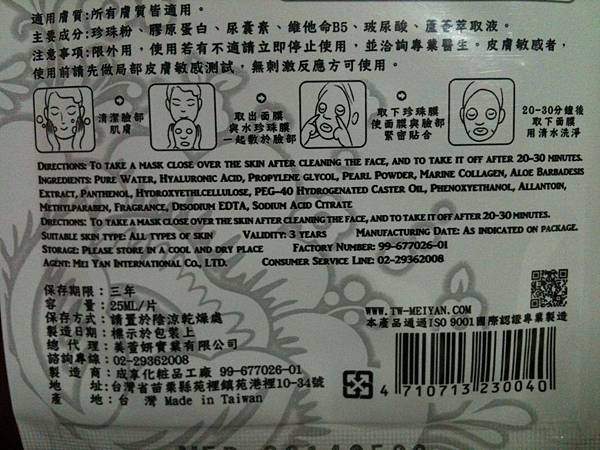 適用膚質:所有膚質皆適用。
主要成分:珍珠粉、膠原蛋白、尿囊素、維他命B5、玻尿酸、蘆薈萃取液。
注意事項:限外用，使用若有不適請立即停止使用，並洽詢專業醫生。皮膚敏感者，
使用前請先做局部皮膚敏感測試，無刺激反應方可使用。
清潔臉部
肌膚
取出面膜
與水珍珠膜
一起敷於臉部
取下珍珠膜
使面膜與臉部
緊密貼合
20-30分鐘後
取下面膜
用清水洗淨
Directions: To take a mask close over the skin after cleaning the face, and to take it off after 20-30 minutes.
Ingredients: Pure Water, Hyaluronic Acid, Propylene Glycol, Pearl Powder, Marine Collagen, Aloe Barbadesis
Extract, Panthenol, Hydroxyethlcellulose, PEG-40 Hydrogenated Caster Oil, Phenoxyethanol, Allantoin,
Methylparaben, Fragrance, Disodium EDTA, Sodium Acid Citrate
Directions: To take a mask close over the skin after cleaning the face, and to take it off after 20-30 minutes.
Suitable skin type: All types of skin Validity: 3 years Manufacturing Date: As indicated on package.
Storage: Please store in a cool and dry place Factory Number: 99-677026-01
Agent: Mei Yan International Co., LTD. Consumer Service Line: 02-29362008
保存期限：三年
容　　量：25ML/片
保存方式：請置於陰涼乾燥處
製造日期：標示於包裝上
總 代 理：美萱妍實業有限公司
諮詢專線：02-29362008
製 造 商：成享化粧品工廠 99-677026-01
地　　址:台灣省苗栗縣苑裡鎮苑港裡10-34號
產　　地：台 灣 Made in Taiwan
WWW.TW-MEIYAN.COM
本產品通過ISO 9001國際認證專業製造
4 710713 230040